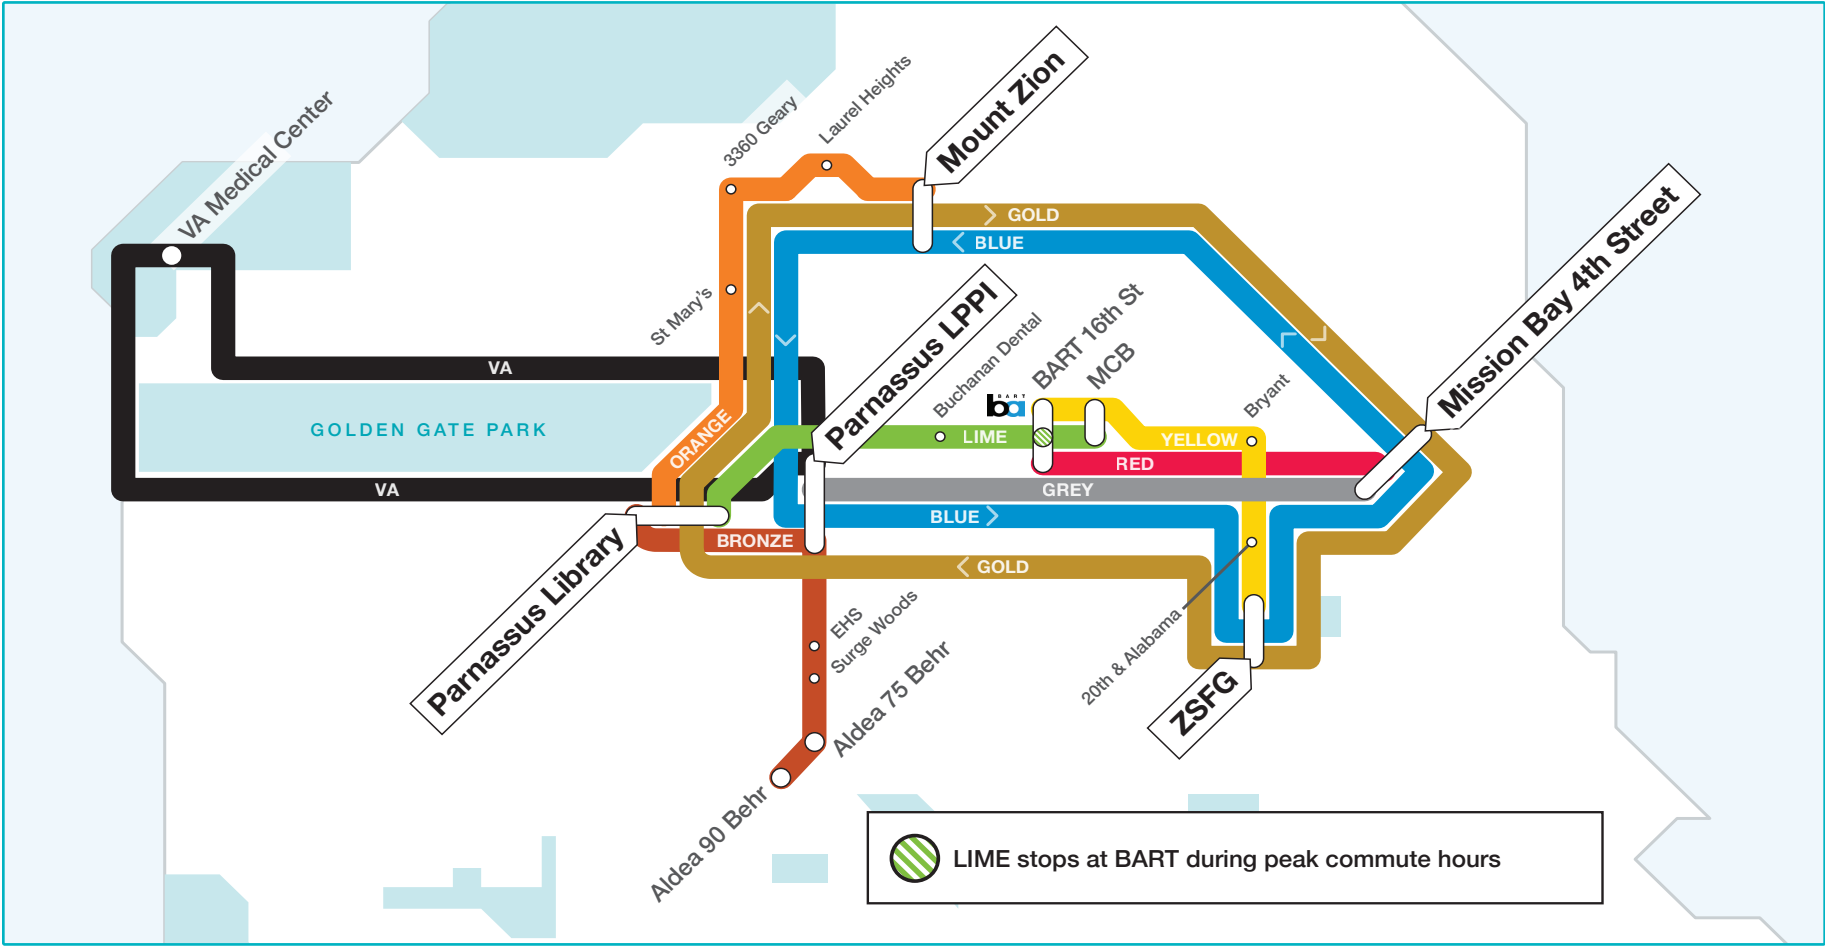 Mount Zion
Laurel Heights
3360 Geary
VA Medical Center
Mission Bay 4th Street
GOLD
BLUE
St Mary's
Parnassus LPPI
BART 16th St
Buchanan Dental
MCB
Bryant
BART
ba
VA
GOLDEN GATE PARK
ORANGE
LIME
YELLOW
RED
VA
GREY
BLUE
BRONZE
GOLD
Parnassus Library
EHS
Surge Woods
20th & Alabama
Aldea 75 Behr
ZSFG
Aldea 90 Behr
LIME stops at BART during peak commute hours